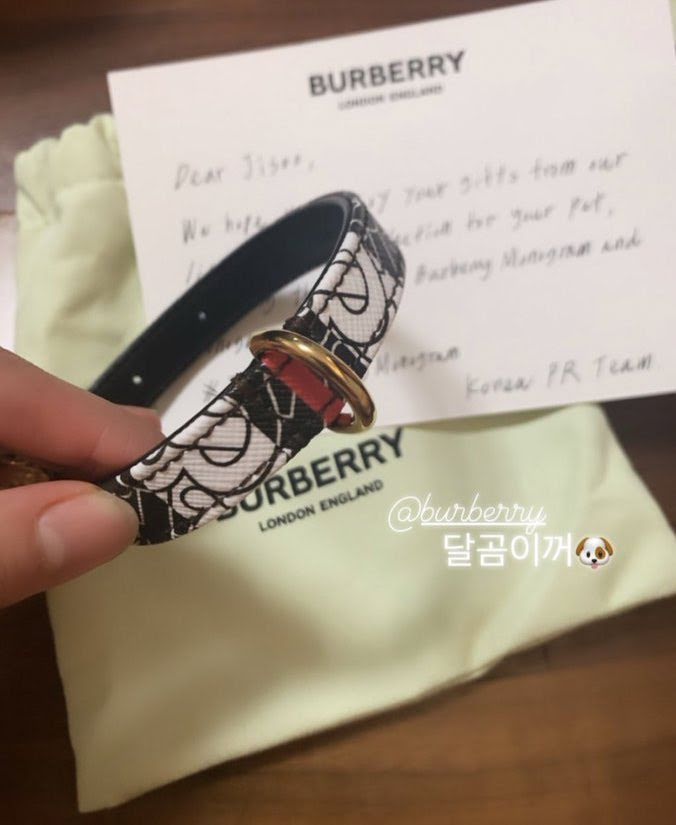 BURBERRY
LONDON ENGLAND
Dear Jisoo,
We hope your gifts from our
for your Pet,
Burberry Monogram and
Monogram
Korea PR Team.
BURBERRY
LONDON ENGLAND
@burberry
달곰이꺼🐶